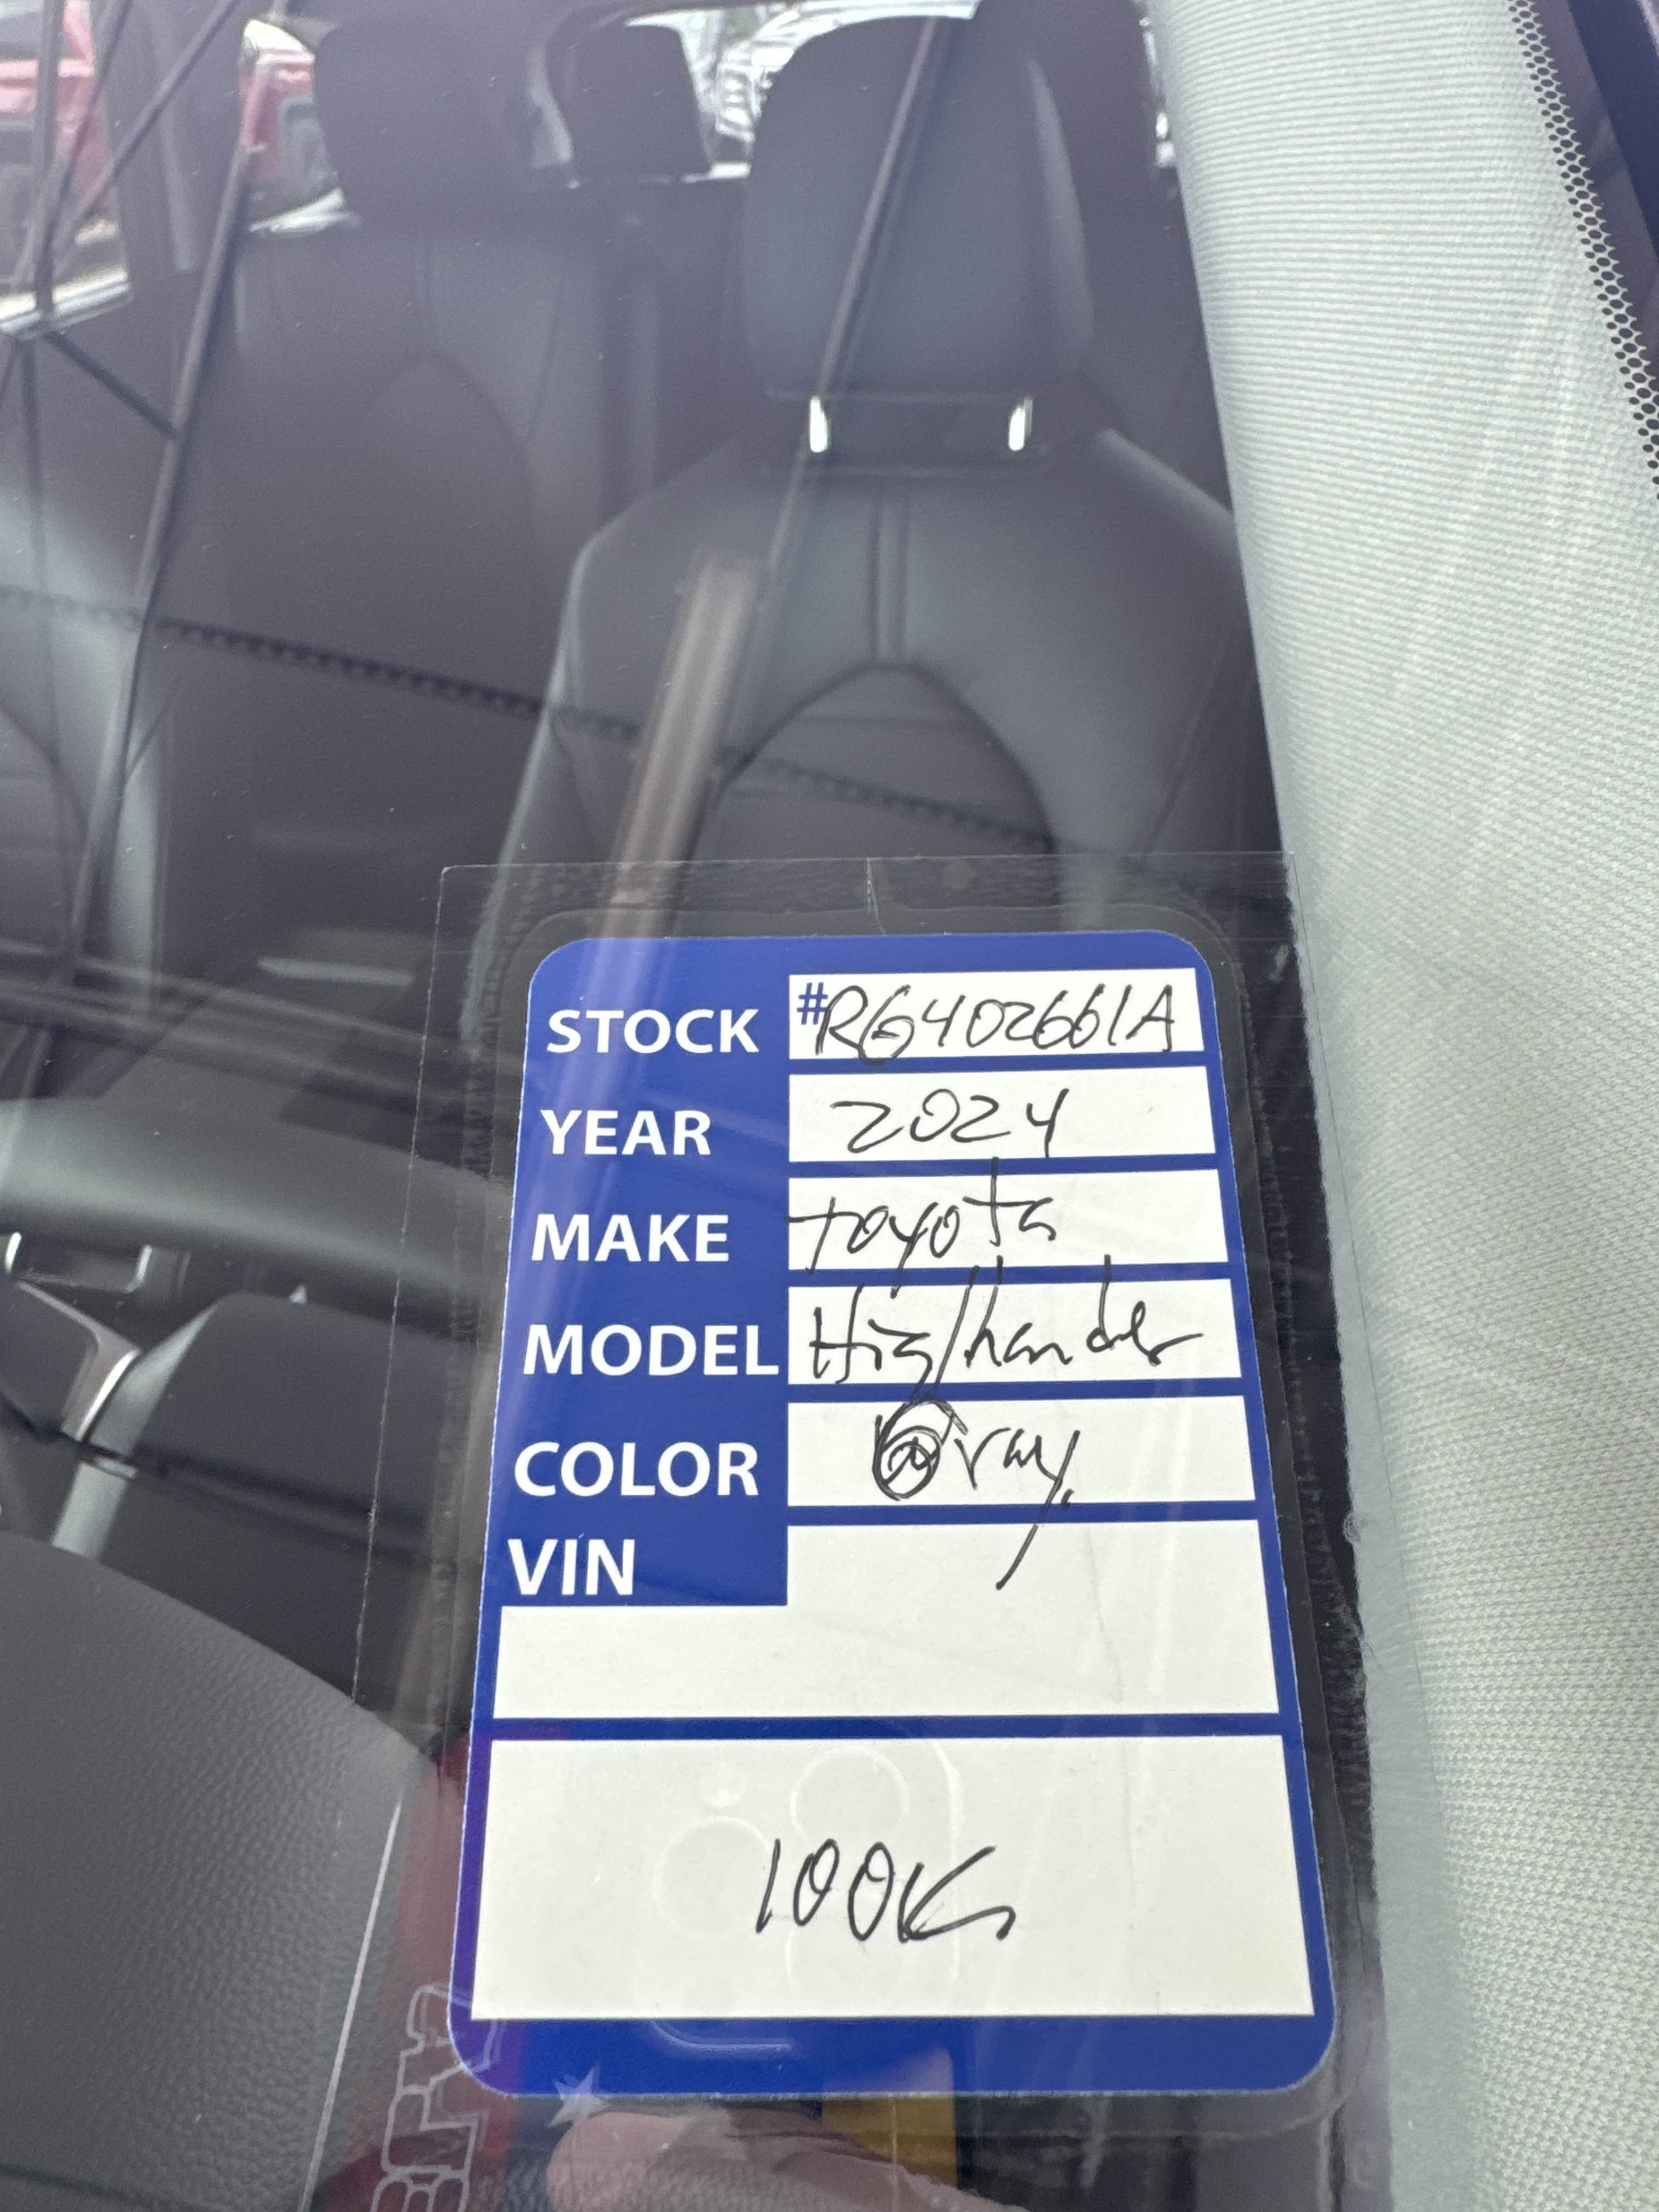 STOCK #RG402661A
YEAR 2024
MAKE toyota
MODEL Highlander
COLOR Gray.
VIN
100K